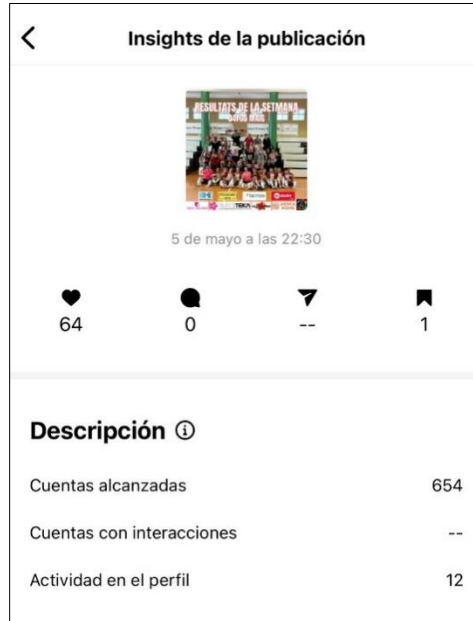 Insights de la publicación
RESULTATS DE LA SETMANA
5 de mayo a las 22:30
64 0 -- 1
Descripción
Cuentas alcanzadas 654
Cuentas con interacciones --
Actividad en el perfil 12